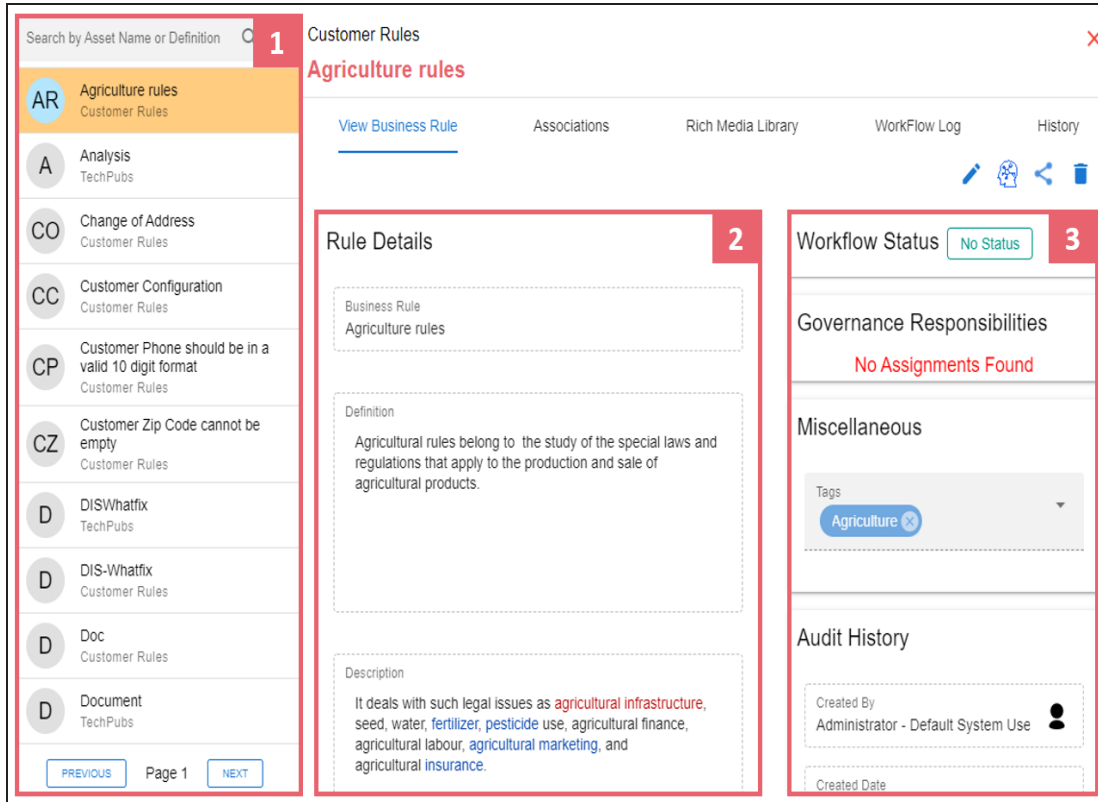 Search by Asset Name or Definition
1
AR
Agriculture rules
Customer Rules
A
Analysis
TechPubs
CO
Change of Address
Customer Rules
CC
Customer Configuration
Customer Rules
CP
Customer Phone should be in a
valid 10 digit format
Customer Rules
CZ
Customer Zip Code cannot be
empty
Customer Rules
D
DISWhatfix
TechPubs
D
DIS-Whatfix
Customer Rules
D
Doc
Customer Rules
D
Document
TechPubs
PREVIOUS Page 1 NEXT
Customer Rules
Agriculture rules
View Business Rule Associations Rich Media Library WorkFlow Log History
Rule Details
2
Business Rule
Agriculture rules
Definition
Agricultural rules belong to the study of the special laws and
regulations that apply to the production and sale of
agricultural products.
Description
It deals with such legal issues as agricultural infrastructure,
seed, water, fertilizer, pesticide use, agricultural finance,
agricultural labour, agricultural marketing, and
agricultural insurance.
Workflow Status No Status
3
Governance Responsibilities
No Assignments Found
Miscellaneous
Tags
Agriculture
Audit History
Created By
Administrator - Default System Use
Created Date